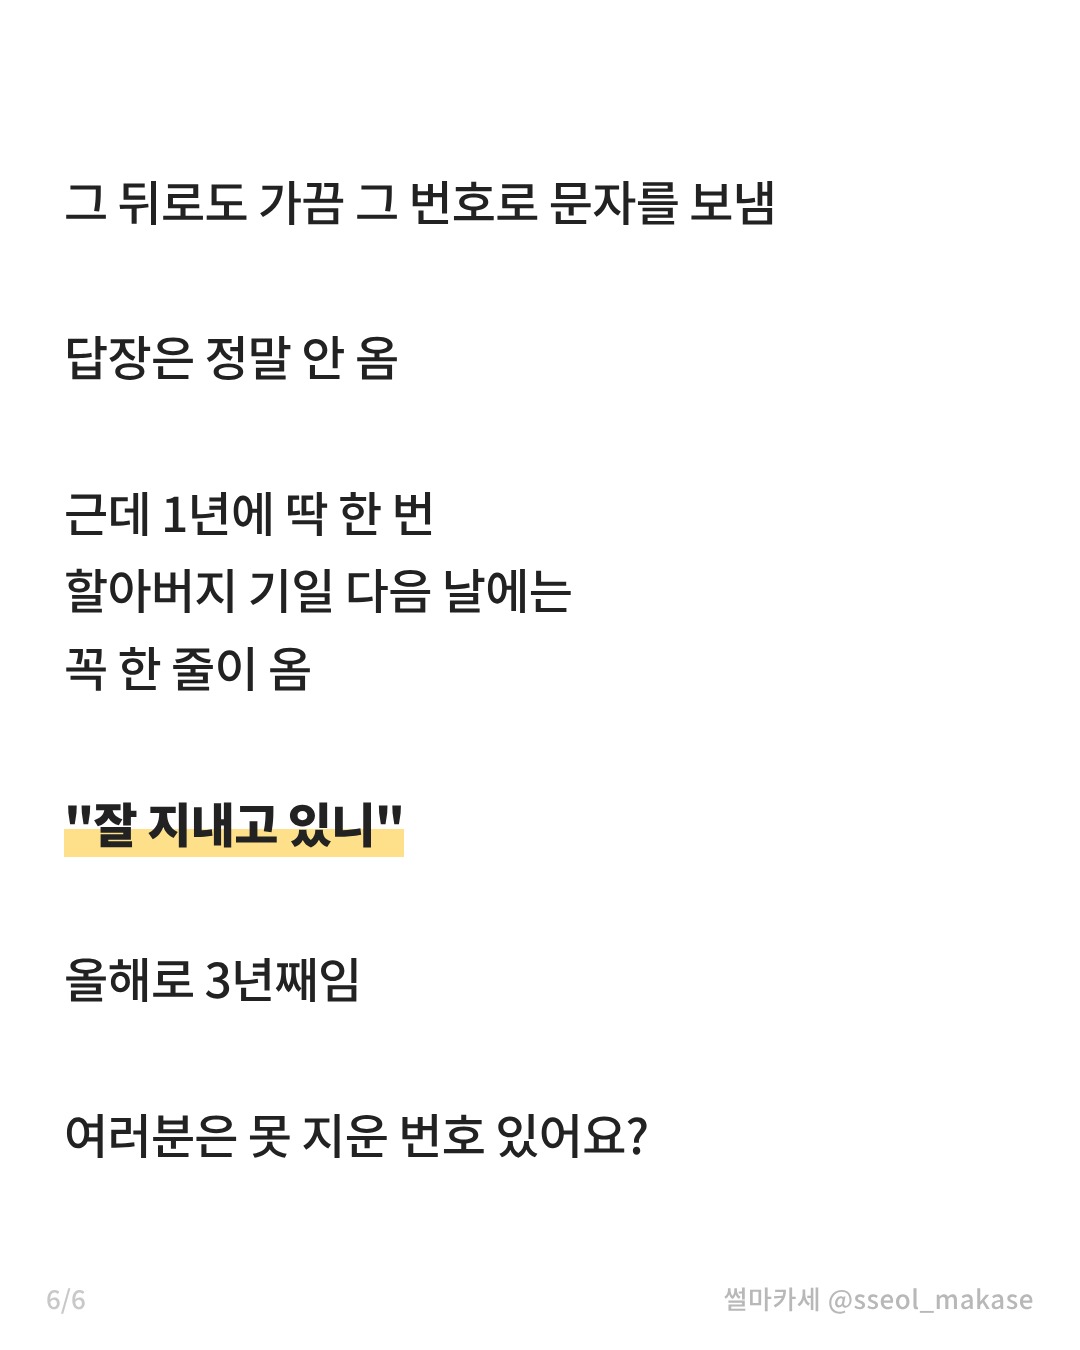 그 뒤로도 가끔 그 번호로 문자를 보냄
답장은 정말 안 옴
근데 1년에 딱 한 번
할아버지 기일 다음 날에는
꼭 한 줄이 옴
"잘 지내고 있니"
올해로 3년째임
여러분은 못 지운 번호 있어요?
6/6
썰마카세 @sseol_makase